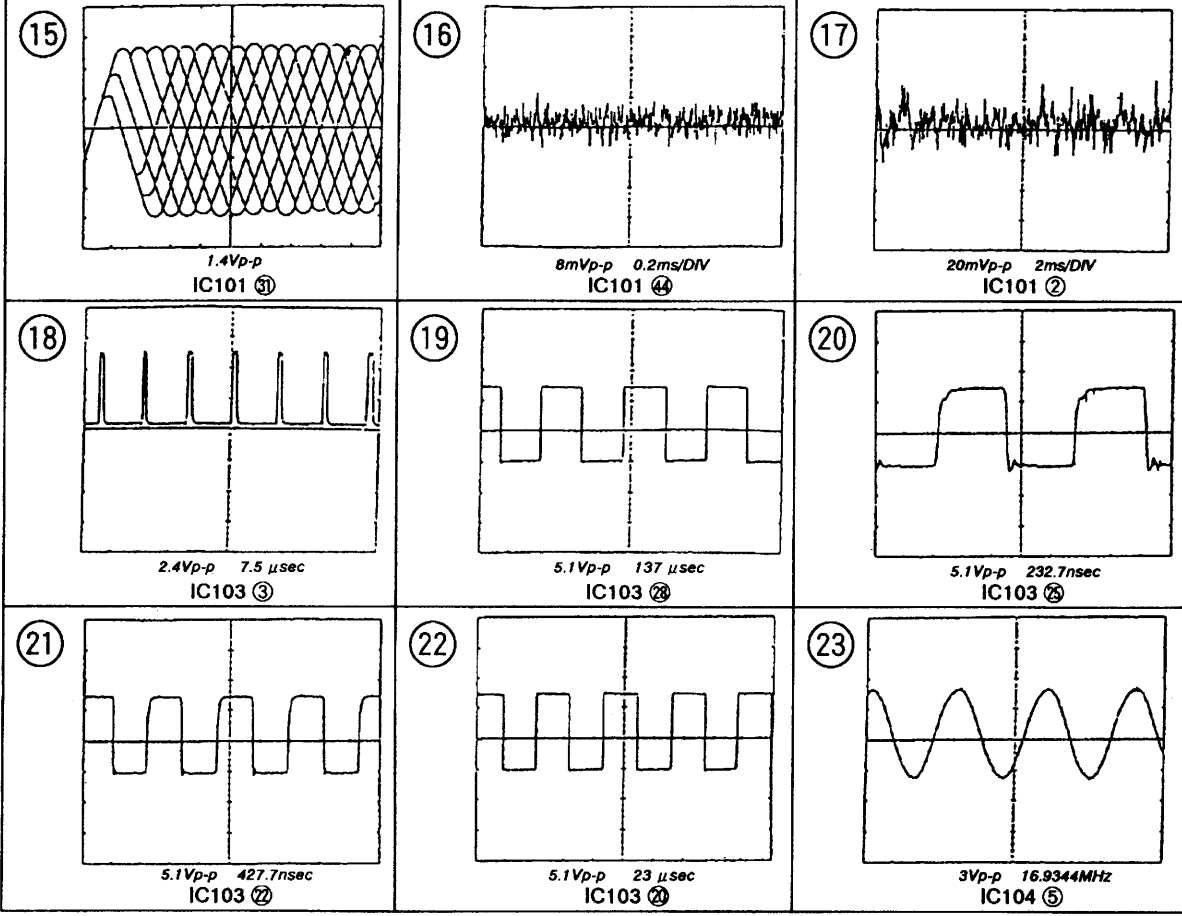 15
1.4Vp-p
IC101 ㉛
16
8mVp-p 0.2ms/DIV
IC101 ㊹
17
20mVp-p 2ms/DIV
IC101 ②
18
2.4Vp-p 7.5 μsec
IC103 ③
19
5.1Vp-p 137 μsec
IC103 ㉘
20
5.1Vp-p 232.7nsec
IC103 ㉕
21
5.1Vp-p 427.7nsec
IC103 ㉒
22
5.1Vp-p 23 μsec
IC103 ⑳
23
3Vp-p 16.9344MHz
IC104 ⑤